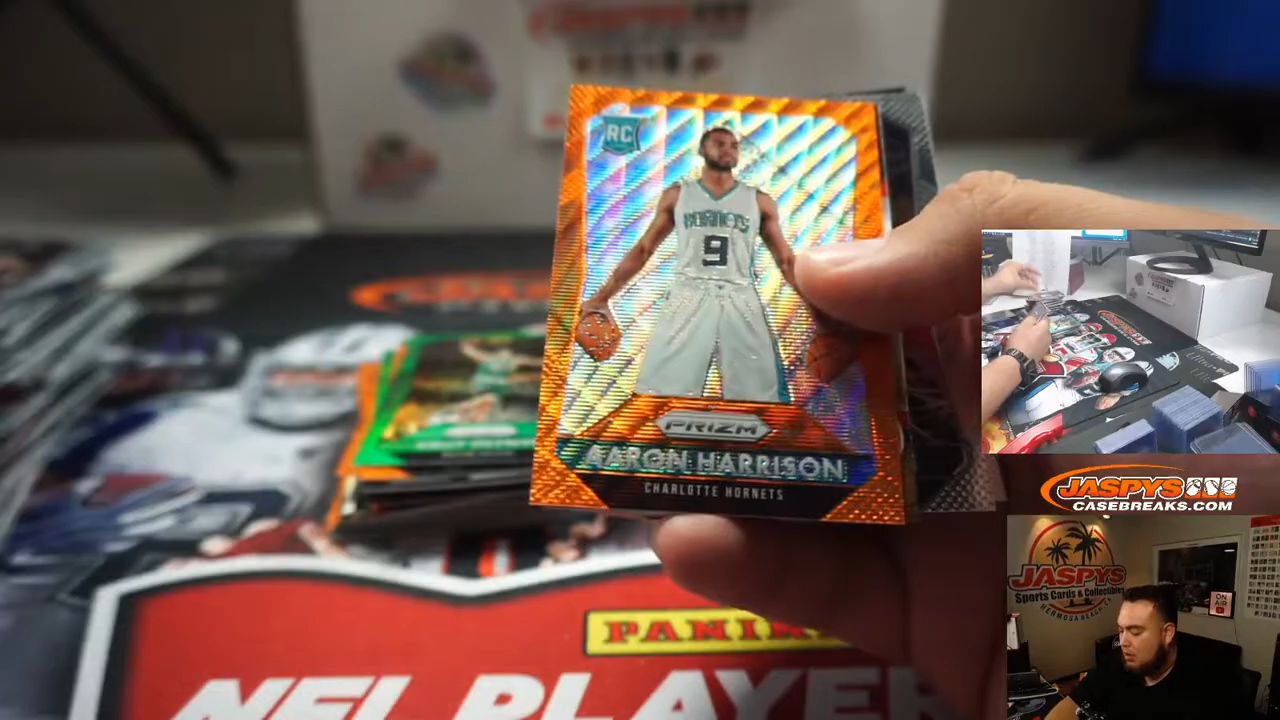 RC
HORNETS
9
PRIZM
AARON HARRISON
CHARLOTTE HORNETS
PANINI
NFL PLAYER
JASPYS
CASEBREAKS.COM
JASPYS
Sports Cards & Collectibles
HERMOSA BEACH, CA
ON
AIR